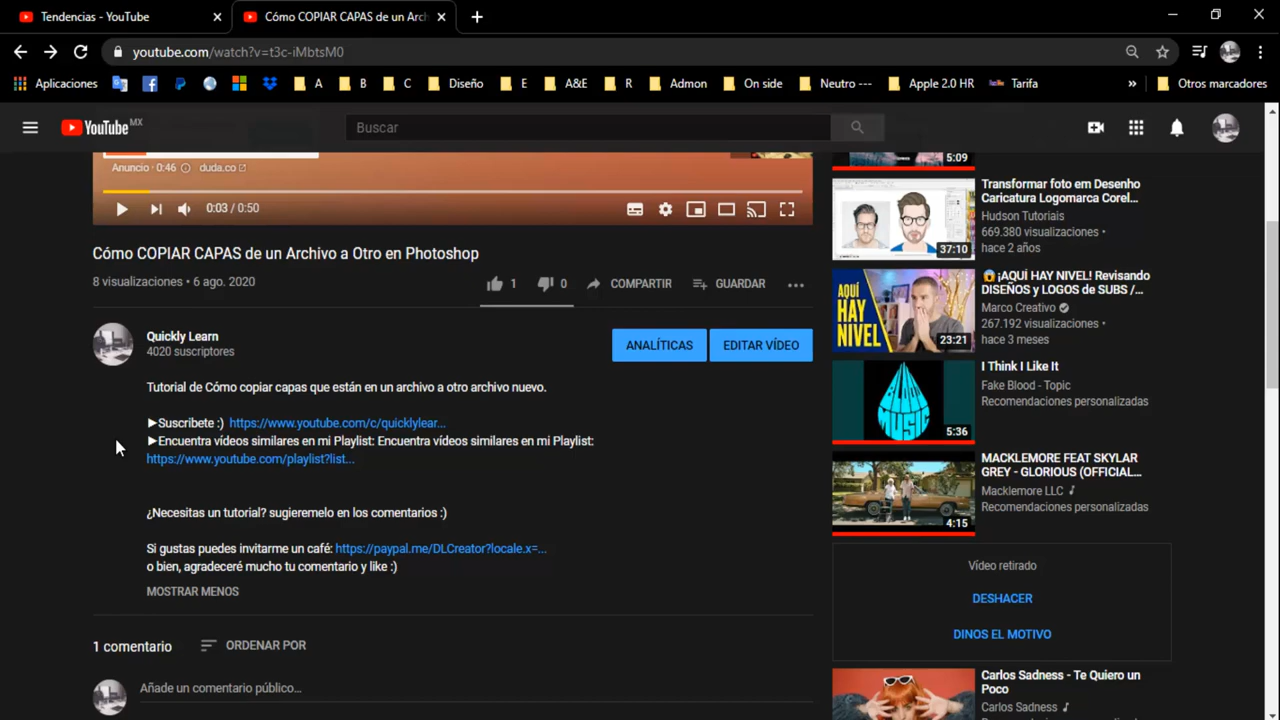 Tendencias - YouTube
Cómo COPIAR CAPAS de un Arch
youtube.com/watch?v=t3c-iMbtsM0
Aplicaciones
A
B
C
Diseño
E
A&E
R
Admon
On side
Neutro ---
Apple 2.0 HR
Tarifa
»
Otros marcadores
YouTube MX
Buscar
Anuncio · 0:46
duda.co
0:03 / 0:50
Cómo COPIAR CAPAS de un Archivo a Otro en Photoshop
8 visualizaciones • 6 ago. 2020
1
0
COMPARTIR
GUARDAR
Quickly Learn
4020 suscriptores
ANALÍTICAS
EDITAR VÍDEO
Tutorial de Cómo copiar capas que están en un archivo a otro archivo nuevo.
▶Suscribete :) https://www.youtube.com/c/quicklylear...
▶Encuentra vídeos similares en mi Playlist: Encuentra vídeos similares en mi Playlist:
https://www.youtube.com/playlist?list...
¿Necesitas un tutorial? sugieremelo en los comentarios :)
Si gustas puedes invitarme un café: https://paypal.me/DLCreator?locale.x=...
o bien, agradeceré mucho tu comentario y like :)
MOSTRAR MENOS
1 comentario
ORDENAR POR
Añade un comentario público...
5:09
37:10
Transformar foto em Desenho
Caricatura Logomarca Corel...
Hudson Tutoriais
669.380 visualizaciones •
hace 2 años
AQUÍ
HAY
NIVEL
23:21
😱¡AQUÍ HAY NIVEL! Revisando
DISEÑOS y LOGOS de SUBS /...
Marco Creativo
267.192 visualizaciones •
hace 3 meses
BLOOD
MUSIC
5:36
I Think I Like It
Fake Blood - Topic
Recomendaciones personalizadas
4:15
MACKLEMORE FEAT SKYLAR
GREY - GLORIOUS (OFFICIAL...
Macklemore LLC ♪
Recomendaciones personalizadas
Vídeo retirado
DESHACER
DINOS EL MOTIVO
Carlos Sadness - Te Quiero un
Poco
Carlos Sadness ♪